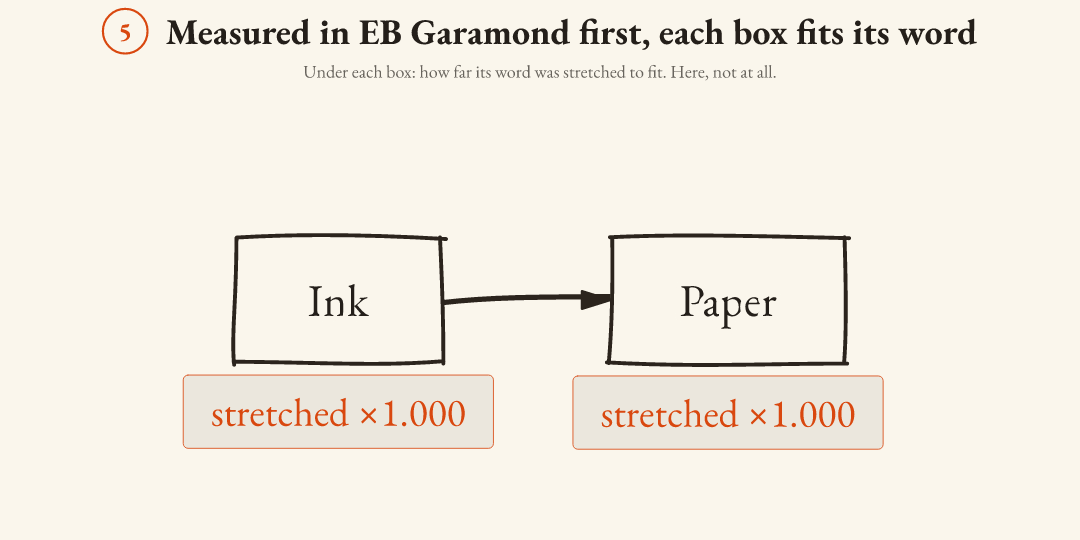 5 Measured in EB Garamond first, each box fits its word
Under each box: how far its word was stretched to fit. Here, not at all.
Ink
Paper
stretched ×1.000
stretched ×1.000